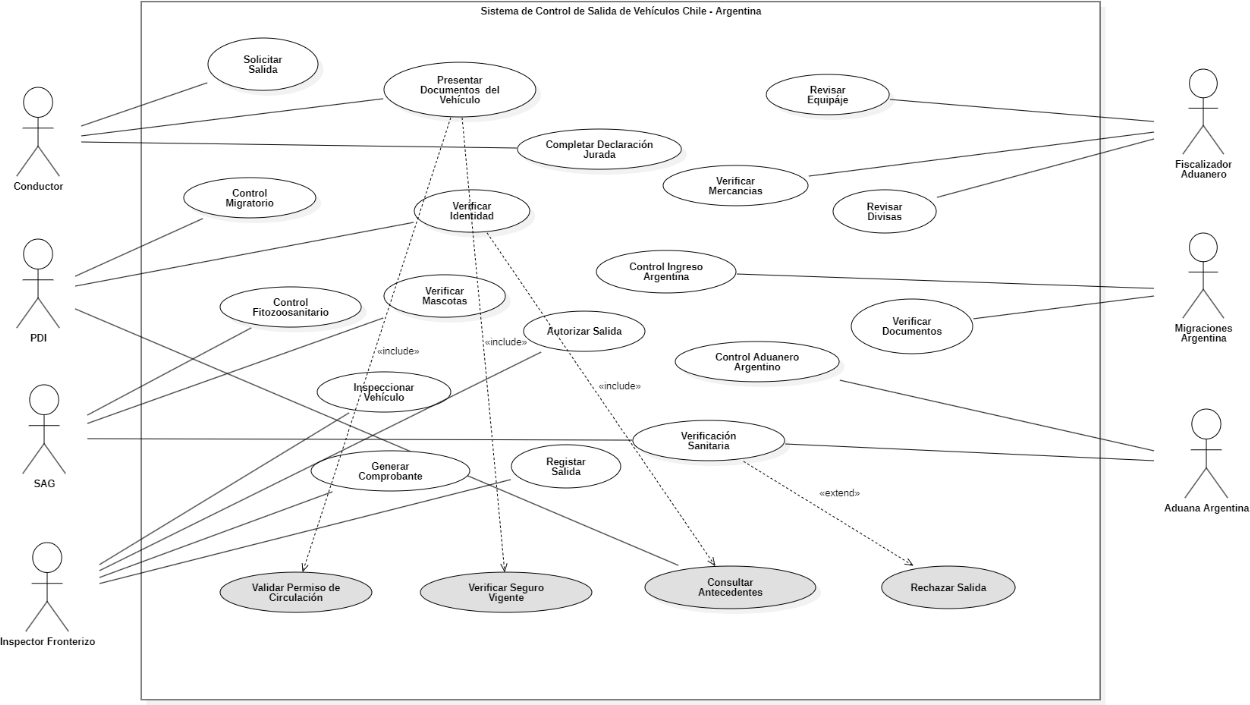 Sistema de Control de Salida de Vehículos Chile - Argentina
Solicitar
Salida
Presentar
Documentos del
Vehículo
Revisar
Equipáje
Completar Declaración
Jurada
Conductor
Fiscalizador
Aduanero
Control
Migratorio
Verificar
Identidad
Verificar
Mercancias
Revisar
Divisas
Control Ingreso
Argentina
Control
Fitozoosanitario
Verificar
Mascotas
Autorizar Salida
Verificar
Documentos
PDI
Migraciones
Argentina
«include»
«include»
«include»
Control Aduanero
Argentino
Inspeccionar
Vehículo
Verificación
Sanitaria
Generar
Comprobante
Registar
Salida
SAG
«extend»
Aduana Argentina
Validar Permiso de
Circulación
Verificar Seguro
Vigente
Consultar
Antecedentes
Rechazar Salida
Inspector Fronterizo